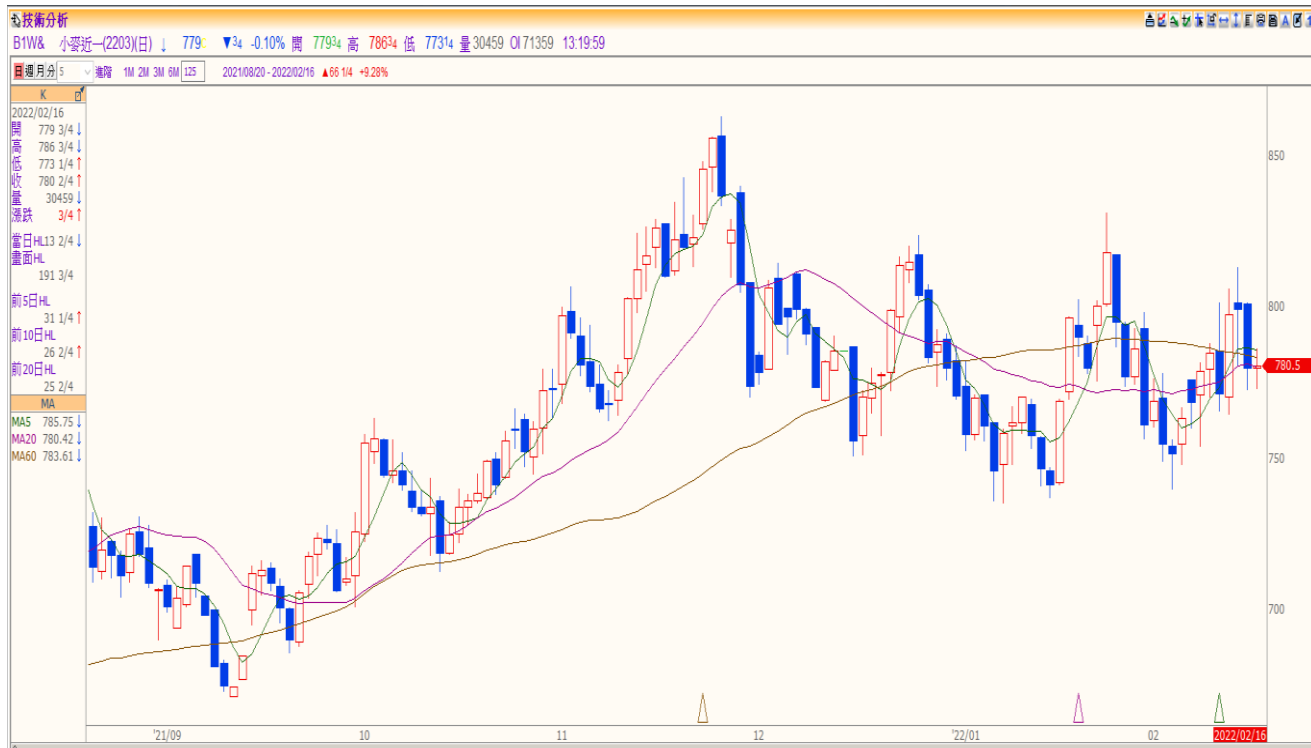 技術分析
B1W& 小麥近一(2203)(日) ↓ 779 ▼3⁄4 -0.10% 開 7793⁄4 高 7863⁄4 低 7731⁄4 量 30459 OI 71359 13:19:59
日 週 月 分 5 進階 1M 2M 3M 6M 125 2021/08/20 - 2022/02/16 ▲66 1/4 +9.28%
K
2022/02/16
開 779 3/4 ↓
高 786 3/4 ↓
低 773 1/4 ↑
收 780 2/4 ↑
量 30459 ↓
漲跌 3/4 ↑
當日HL13 2/4 ↓
畫面HL
191 3/4
前5日HL
31 1/4 ↑
前10日HL
26 2/4 ↑
前20日HL
25 2/4
MA
MA5 785.75 ↓
MA20 780.42 ↓
MA60 783.61 ↓
850
800
780.5
750
700
'21/09 10 11 12 '22/01 02 2022/02/16